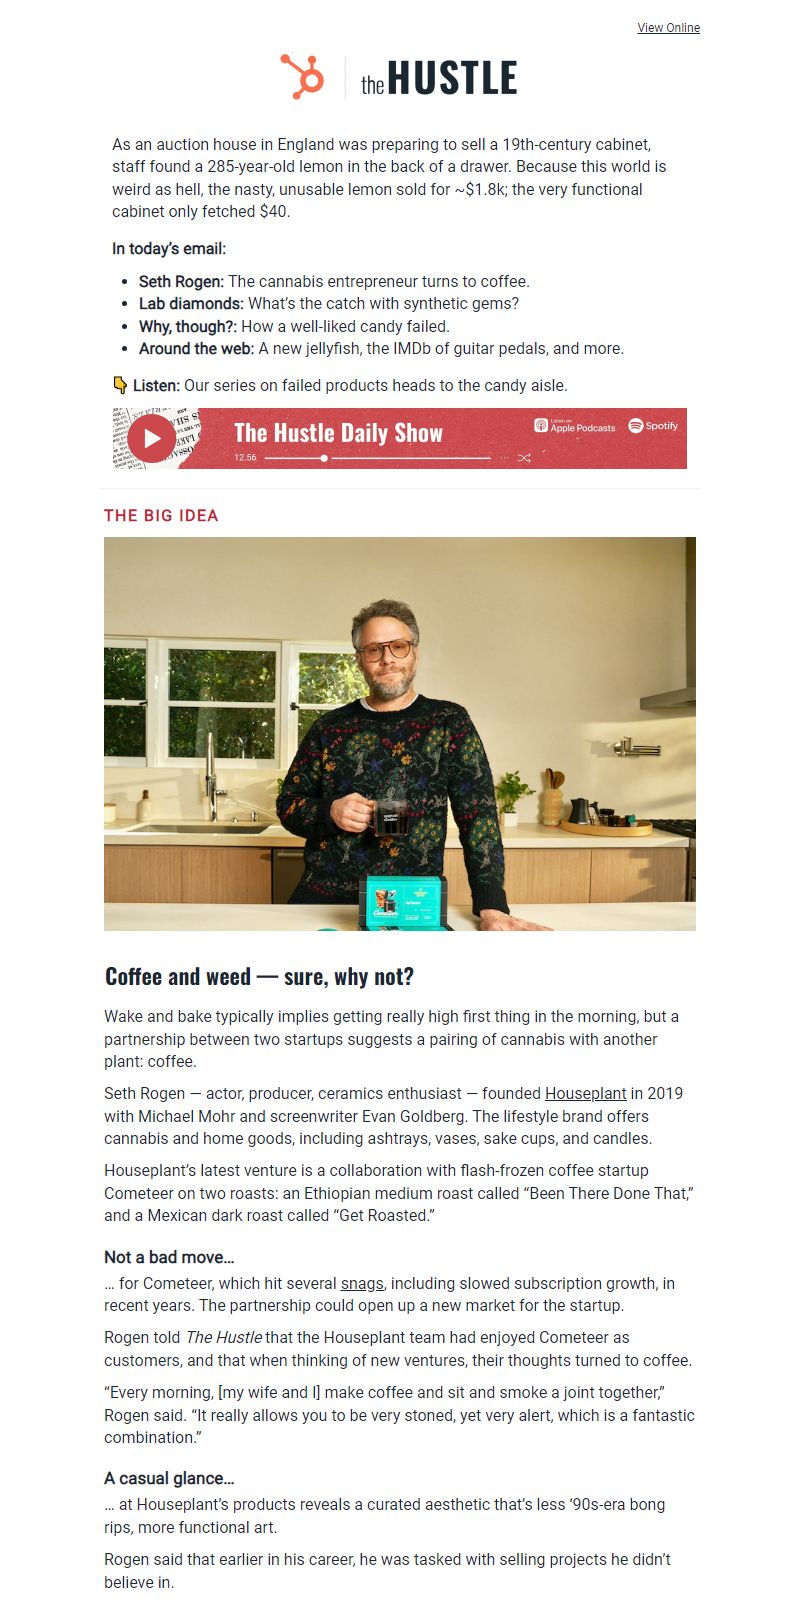 View Online
the HUSTLE
As an auction house in England was preparing to sell a 19th-century cabinet,
staff found a 285-year-old lemon in the back of a drawer. Because this world is
weird as hell, the nasty, unusable lemon sold for ~$1.8k; the very functional
cabinet only fetched $40.
In today’s email:
• Seth Rogen: The cannabis entrepreneur turns to coffee.
• Lab diamonds: What’s the catch with synthetic gems?
• Why, though?: How a well-liked candy failed.
• Around the web: A new jellyfish, the IMDb of guitar pedals, and more.
👇 Listen: Our series on failed products heads to the candy aisle.
The Hustle Daily Show
Listen on
Apple Podcasts
Spotify
12:56
THE BIG IDEA
Coffee and weed — sure, why not?
Wake and bake typically implies getting really high first thing in the morning, but a
partnership between two startups suggests a pairing of cannabis with another
plant: coffee.
Seth Rogen — actor, producer, ceramics enthusiast — founded Houseplant in 2019
with Michael Mohr and screenwriter Evan Goldberg. The lifestyle brand offers
cannabis and home goods, including ashtrays, vases, sake cups, and candles.
Houseplant’s latest venture is a collaboration with flash-frozen coffee startup
Cometeer on two roasts: an Ethiopian medium roast called “Been There Done That,”
and a Mexican dark roast called “Get Roasted.”
Not a bad move…
… for Cometeer, which hit several snags, including slowed subscription growth, in
recent years. The partnership could open up a new market for the startup.
Rogen told The Hustle that the Houseplant team had enjoyed Cometeer as
customers, and that when thinking of new ventures, their thoughts turned to coffee.
“Every morning, [my wife and I] make coffee and sit and smoke a joint together,”
Rogen said. “It really allows you to be very stoned, yet very alert, which is a fantastic
combination.”
A casual glance…
… at Houseplant’s products reveals a curated aesthetic that’s less ‘90s-era bong
rips, more functional art.
Rogen said that earlier in his career, he was tasked with selling projects he didn’t
believe in.